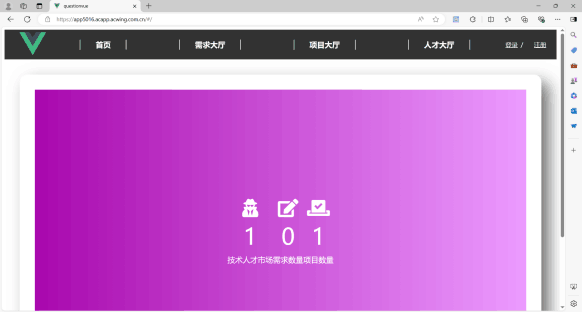 quaotonvue
https://app5016.acapp.acwing.com.cn/#/
首页 需求大厅 项目大厅 人才大厅 登录 / 注册
1 0 1
技术人才市场需求数量项目数量